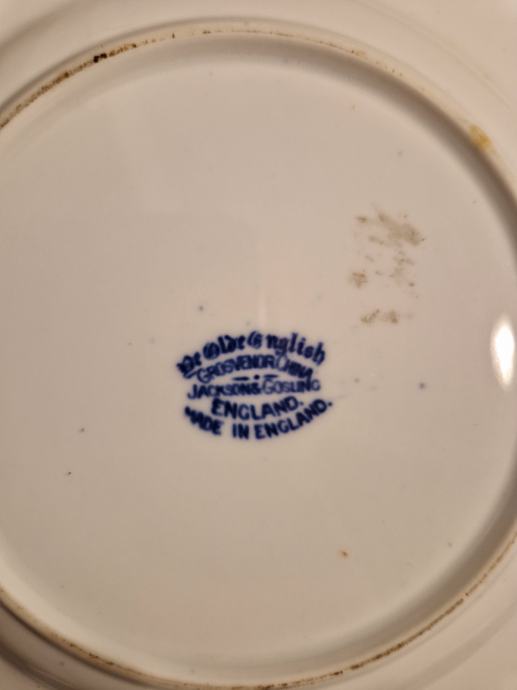 Ye Olde English
GROSVENOR CHINA
JACKSON & GOSLING
ENGLAND.
MADE IN ENGLAND.